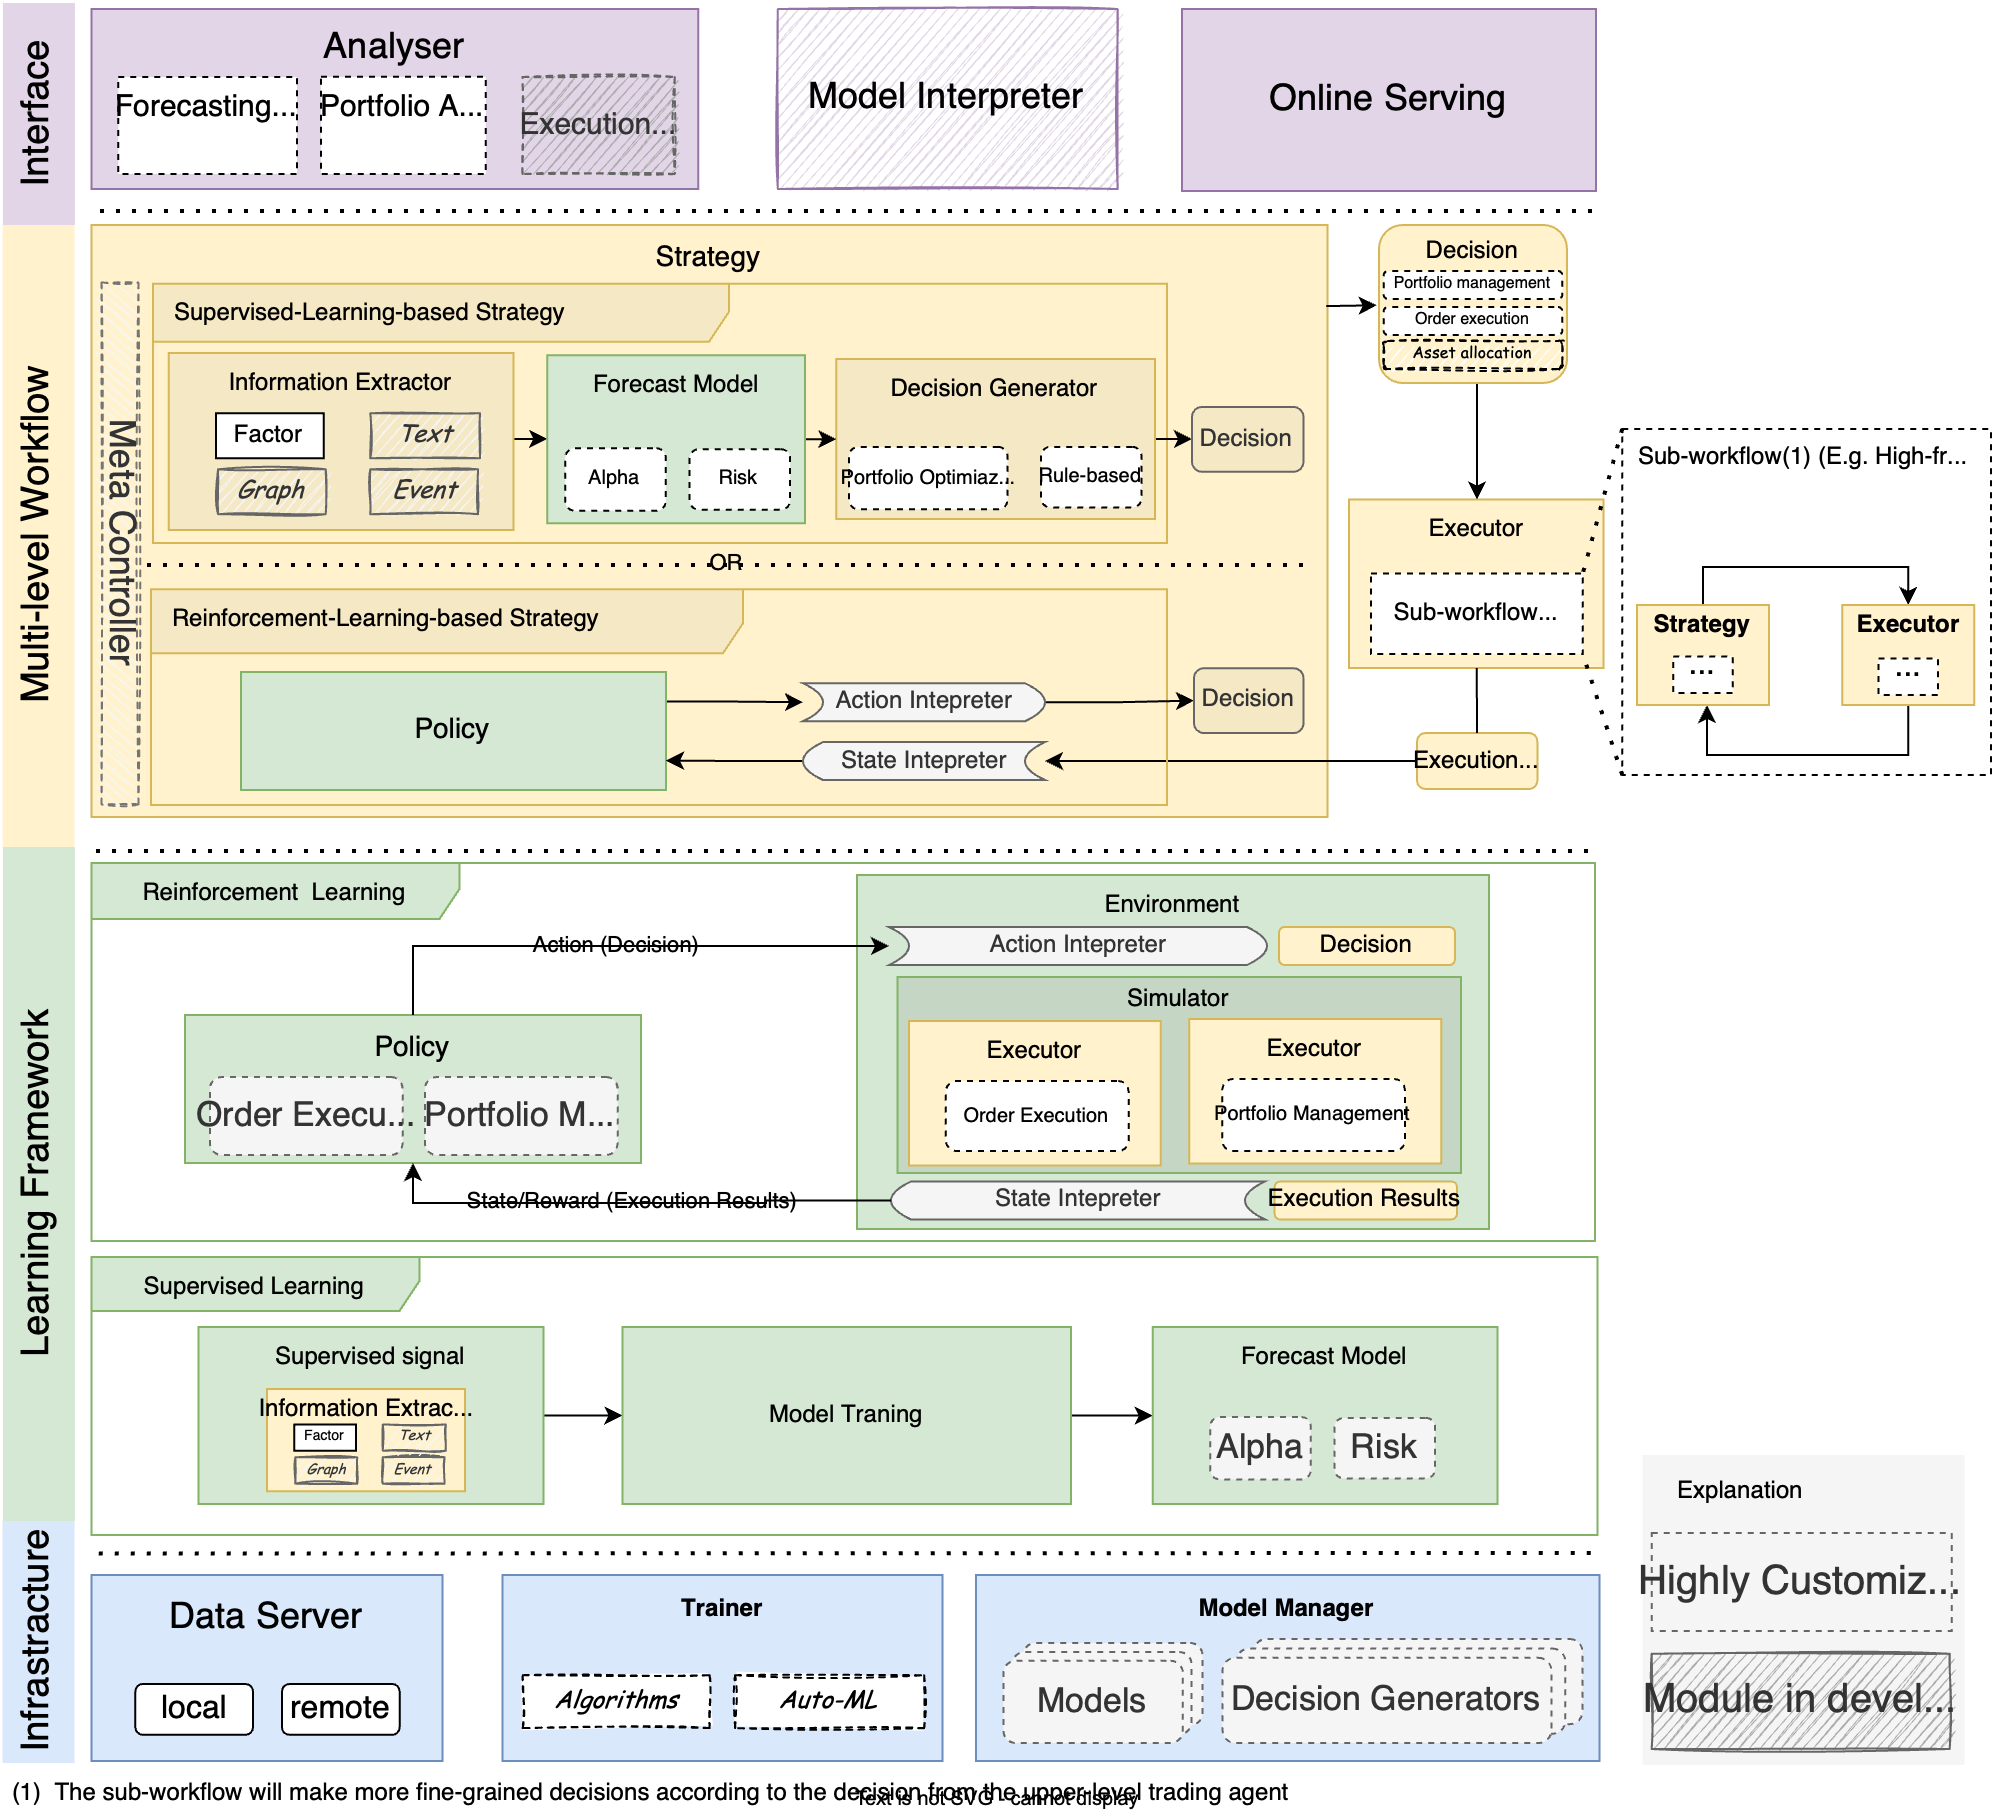 Interface
Analyser
Forecasting...
Portfolio A...
Execution...
Model Interpreter
Online Serving
Multi-level Workflow
Strategy
Meta Controller
Supervised-Learning-based Strategy
Information Extractor
Factor
Text
Graph
Event
Forecast Model
Alpha
Risk
Decision Generator
Portfolio Optimiaz...
Rule-based
Decision
OR
Reinforcement-Learning-based Strategy
Policy
Action Intepreter
State Intepreter
Decision
Decision
Portfolio management
Order execution
Asset allocation
Executor
Sub-workflow...
Execution...
Sub-workflow(1) (E.g. High-fr...
Strategy
...
Executor
...
Learning Framework
Reinforcement  Learning
Action (Decision)
Policy
Order Execu...
Portfolio M...
State/Reward (Execution Results)
Environment
Action Intepreter
Decision
Simulator
Executor
Order Execution
Executor
Portfolio Management
State Intepreter
Execution Results
Supervised Learning
Supervised signal
Information Extrac...
Factor
Text
Graph
Event
Model Traning
Forecast Model
Alpha
Risk
Infrastracture
Data Server
local
remote
Trainer
Algorithms
Auto-ML
Model Manager
Models
Decision Generators
Explanation
Highly Customiz...
Module in devel...
(1)  The sub-workflow will make more fine-grained decisions according to the decision from the upper-level trading agent
Text is not SVG - cannot display